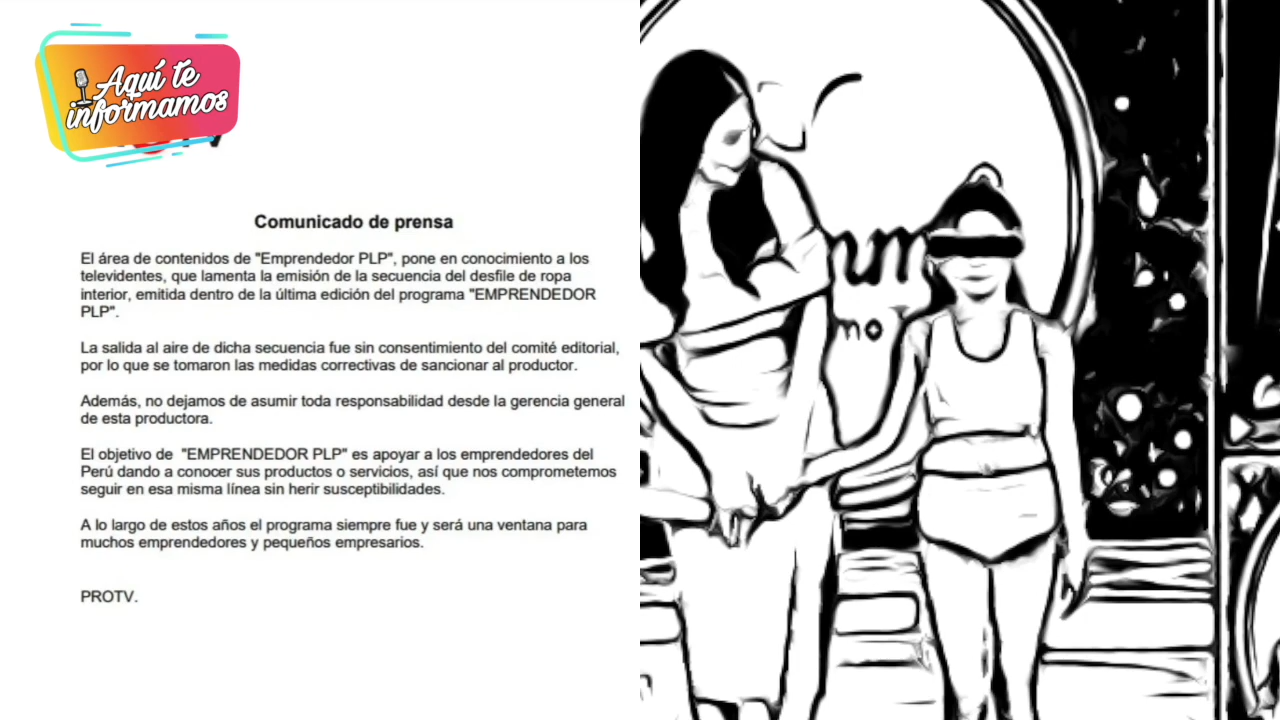 Aquí te
informamos
Comunicado de prensa
El área de contenidos de "Emprendedor PLP", pone en conocimiento a los
televidentes, que lamenta la emisión de la secuencia del desfile de ropa
interior, emitida dentro de la última edición del programa "EMPRENDEDOR
PLP".
La salida al aire de dicha secuencia fue sin consentimiento del comité editorial,
por lo que se tomaron las medidas correctivas de sancionar al productor.
Además, no dejamos de asumir toda responsabilidad desde la gerencia general
de esta productora.
El objetivo de "EMPRENDEDOR PLP" es apoyar a los emprendedores del
Perú dando a conocer sus productos o servicios, así que nos comprometemos
seguir en esa misma línea sin herir susceptibilidades.
A lo largo de estos años el programa siempre fue y será una ventana para
muchos emprendedores y pequeños empresarios.
PROTV.